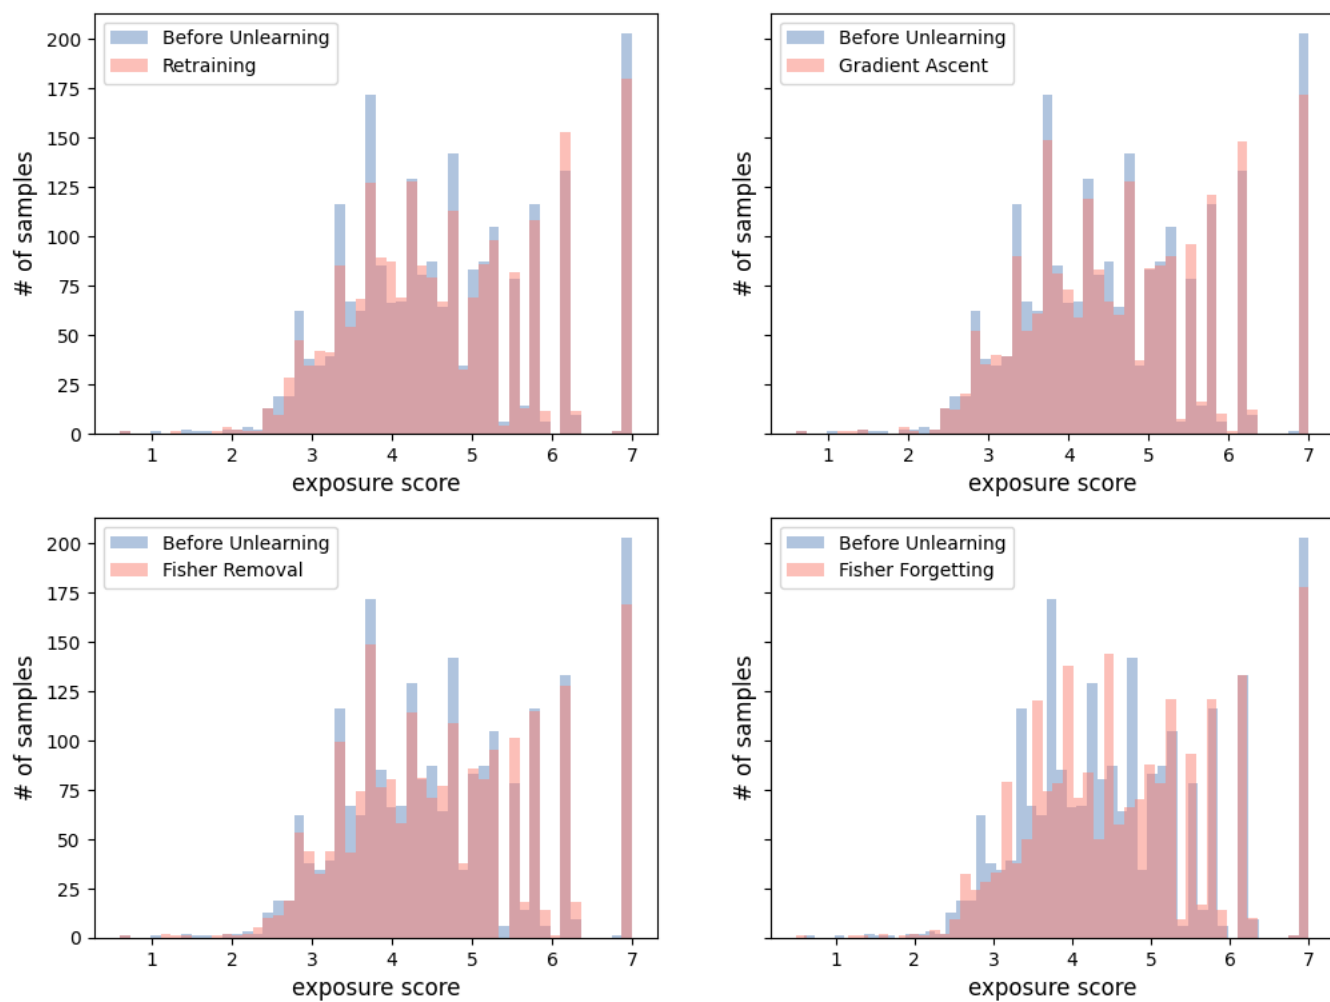 Before Unlearning
Retraining
200
175
150
125
100
75
50
25
0
# of samples
1 2 3 4 5 6 7
exposure score
Before Unlearning
Gradient Ascent
# of samples
1 2 3 4 5 6 7
exposure score
Before Unlearning
Fisher Removal
200
175
150
125
100
75
50
25
0
# of samples
1 2 3 4 5 6 7
exposure score
Before Unlearning
Fisher Forgetting
# of samples
1 2 3 4 5 6 7
exposure score